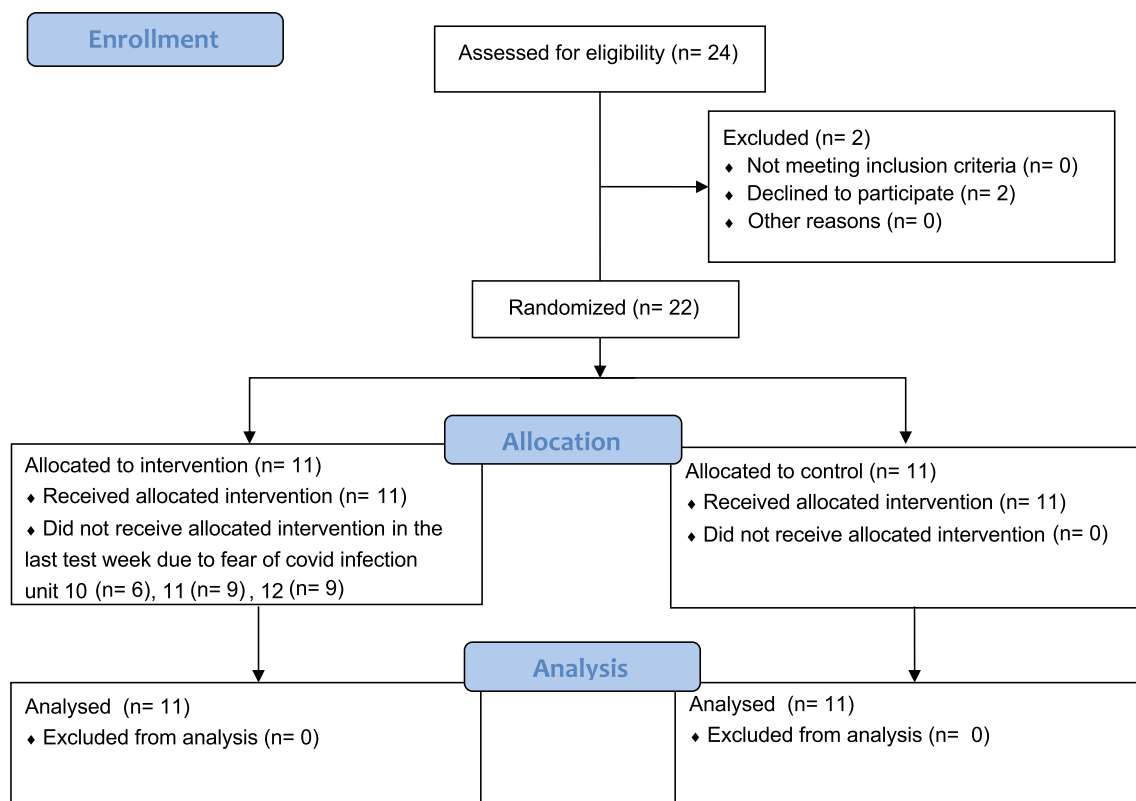 Enrollment
Assessed for eligibility (n= 24)
Excluded (n= 2)
♦ Not meeting inclusion criteria (n= 0)
♦ Declined to participate (n= 2)
♦ Other reasons (n= 0)
Randomized (n= 22)
Allocation
Allocated to intervention (n= 11)
♦ Received allocated intervention (n= 11)
♦ Did not receive allocated intervention in the
last test week due to fear of covid infection
unit 10 (n= 6), 11 (n= 9) , 12 (n= 9)
Allocated to control (n= 11)
♦ Received allocated intervention (n= 11)
♦ Did not receive allocated intervention (n= 0)
Analysis
Analysed (n= 11)
♦ Excluded from analysis (n= 0)
Analysed (n= 11)
♦ Excluded from analysis (n= 0)